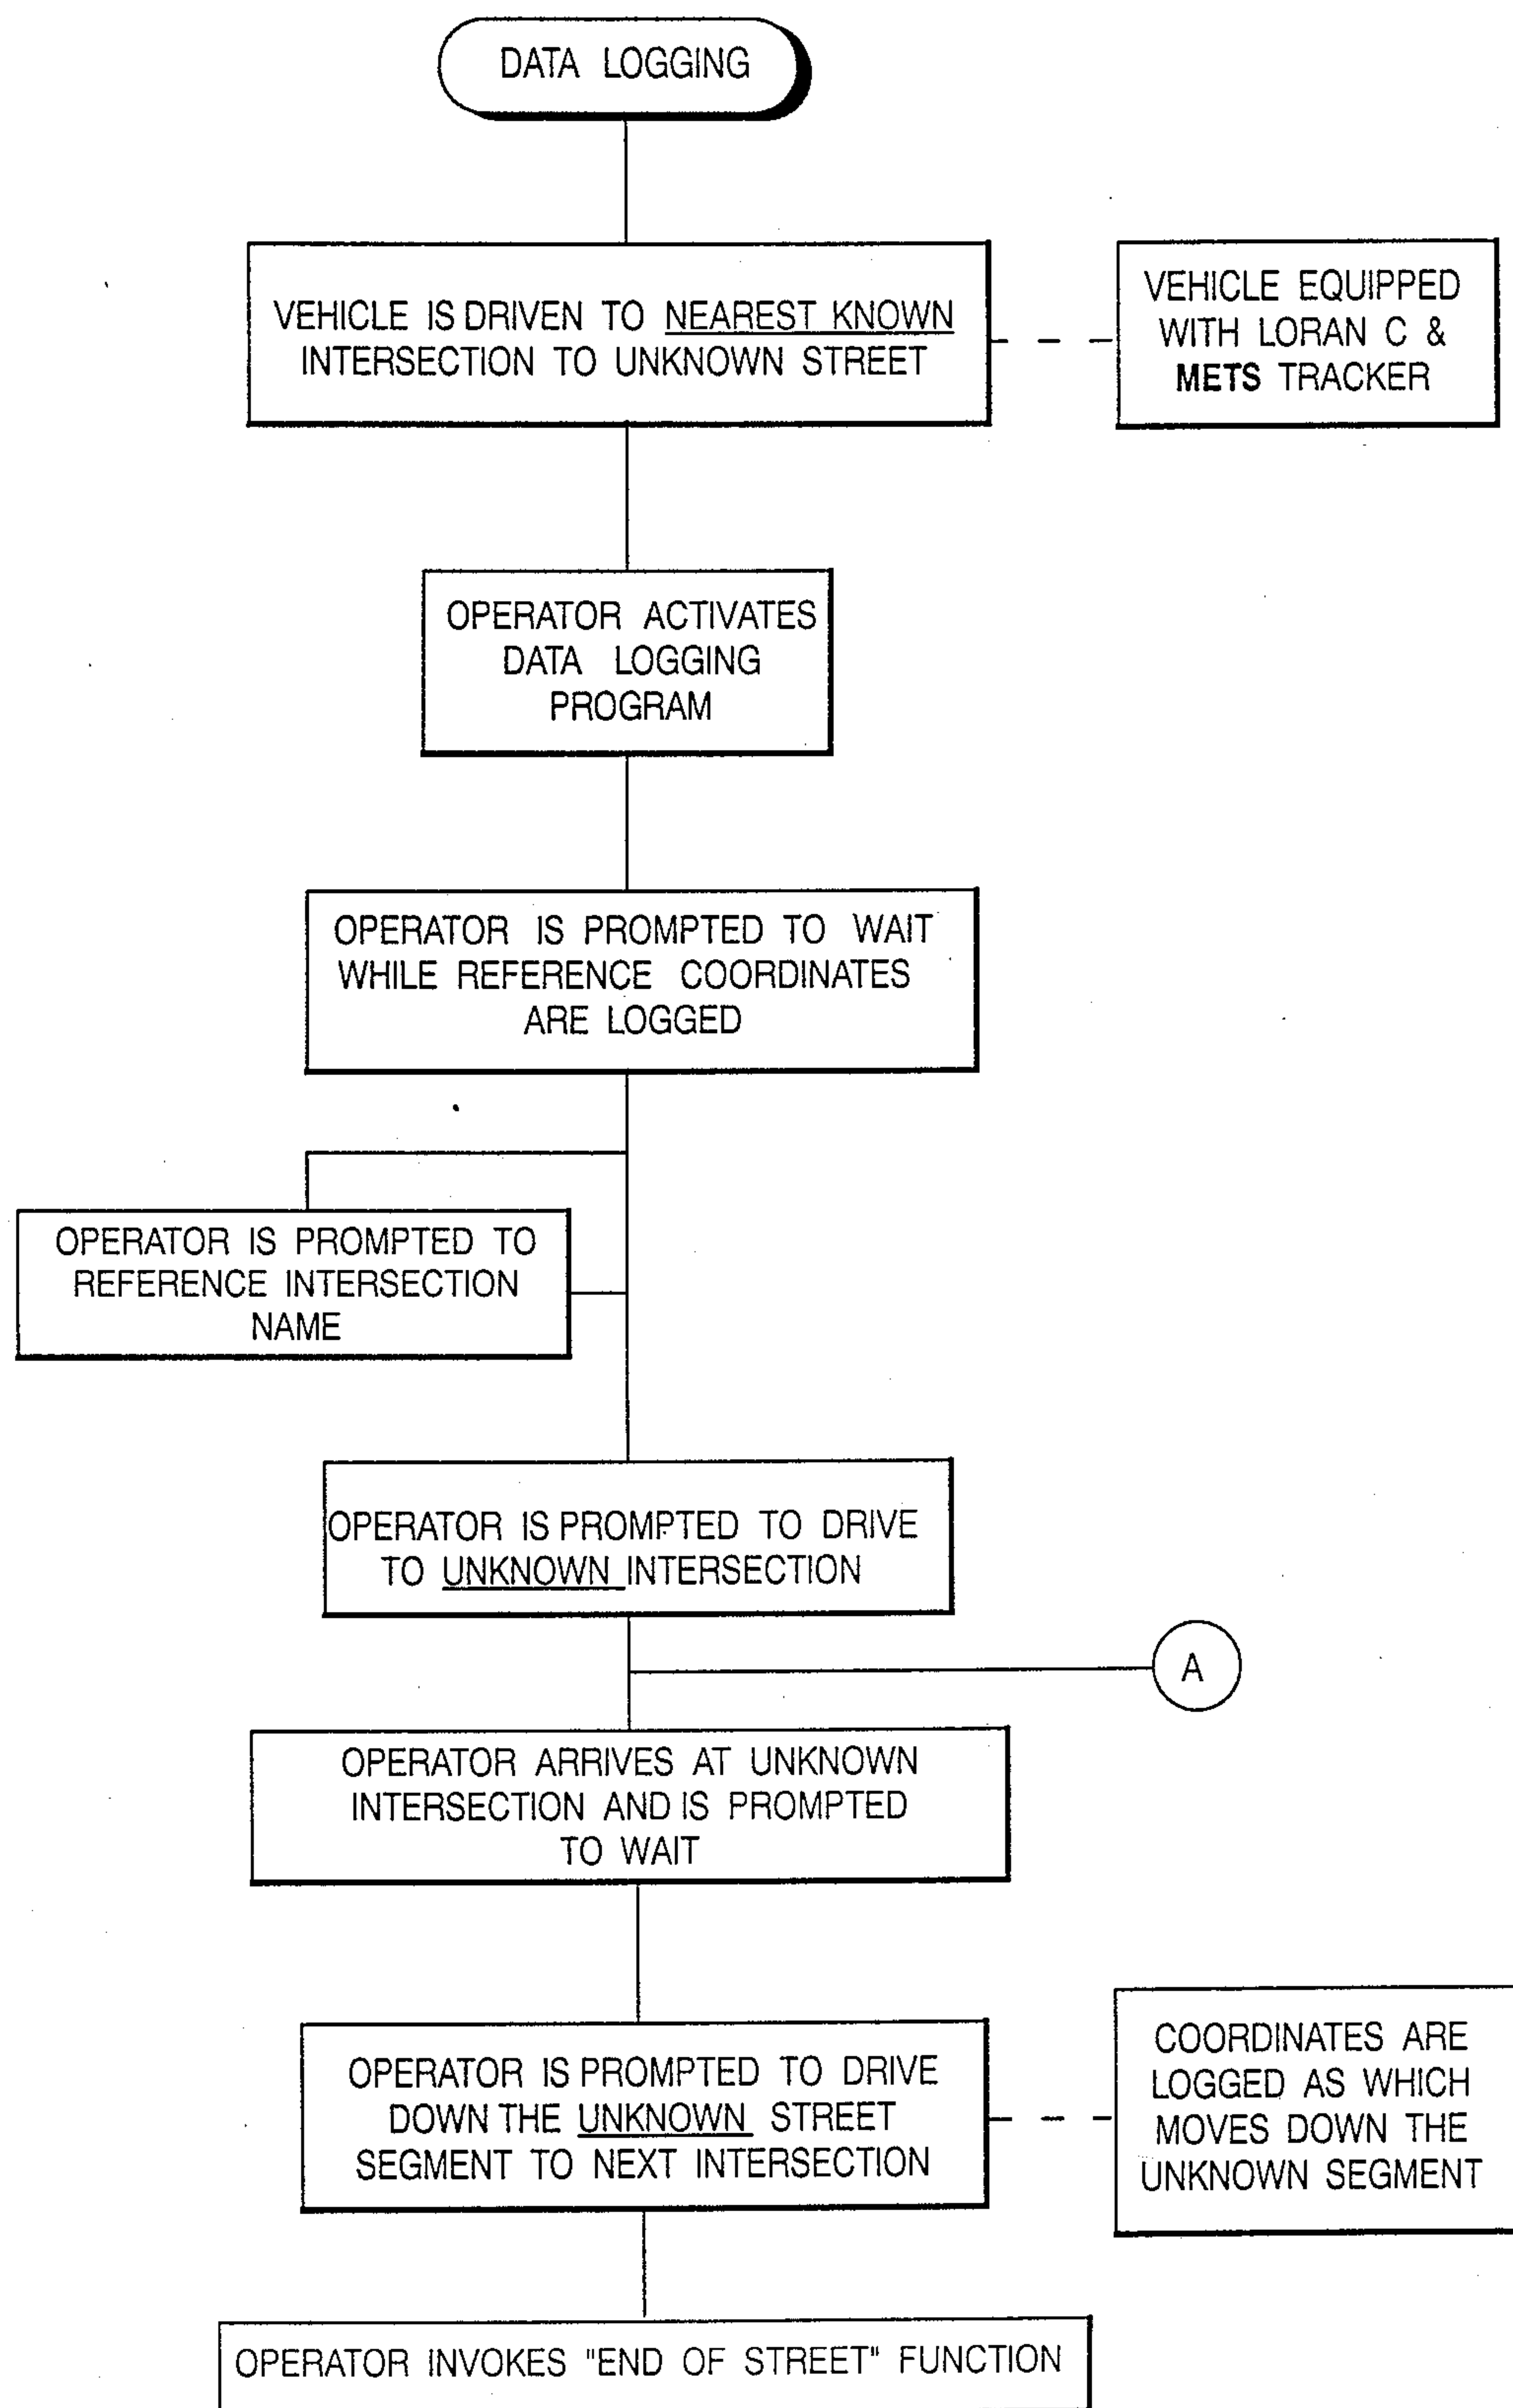 DATA LOGGING
VEHICLE IS DRIVEN TO NEAREST KNOWN
INTERSECTION TO UNKNOWN STREET
VEHICLE EQUIPPED
WITH LORAN C &
METS TRACKER
OPERATOR ACTIVATES
DATA LOGGING
PROGRAM
OPERATOR IS PROMPTED TO WAIT
WHILE REFERENCE COORDINATES
ARE LOGGED
OPERATOR IS PROMPTED TO
REFERENCE INTERSECTION
NAME
OPERATOR IS PROMPTED TO DRIVE
TO UNKNOWN INTERSECTION
A
OPERATOR ARRIVES AT UNKNOWN
INTERSECTION AND IS PROMPTED
TO WAIT
OPERATOR IS PROMPTED TO DRIVE
DOWN THE UNKNOWN STREET
SEGMENT TO NEXT INTERSECTION
COORDINATES ARE
LOGGED AS WHICH
MOVES DOWN THE
UNKNOWN SEGMENT
OPERATOR INVOKES "END OF STREET" FUNCTION